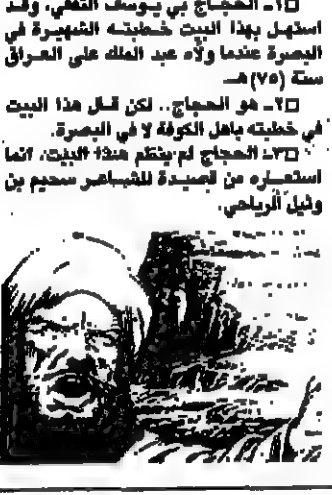 □١ـ الحجاج بن يوسف الثقفي، وقد
استهل بهذا البيت خطبته الشهيرة في
البصرة عندما ولاه عبد الملك على العراق
سنة (٧٥)هـ.
□٢ـ هو الحجاج.. لكن قال هذا البيت
في خطبته باهل الكوفة لا في البصرة.
□٣ـ الحجاج لم ينظم هذا البيت، انما
استعاره من قصيدة للشاعر سحيم بن
وثيل الرياحي.